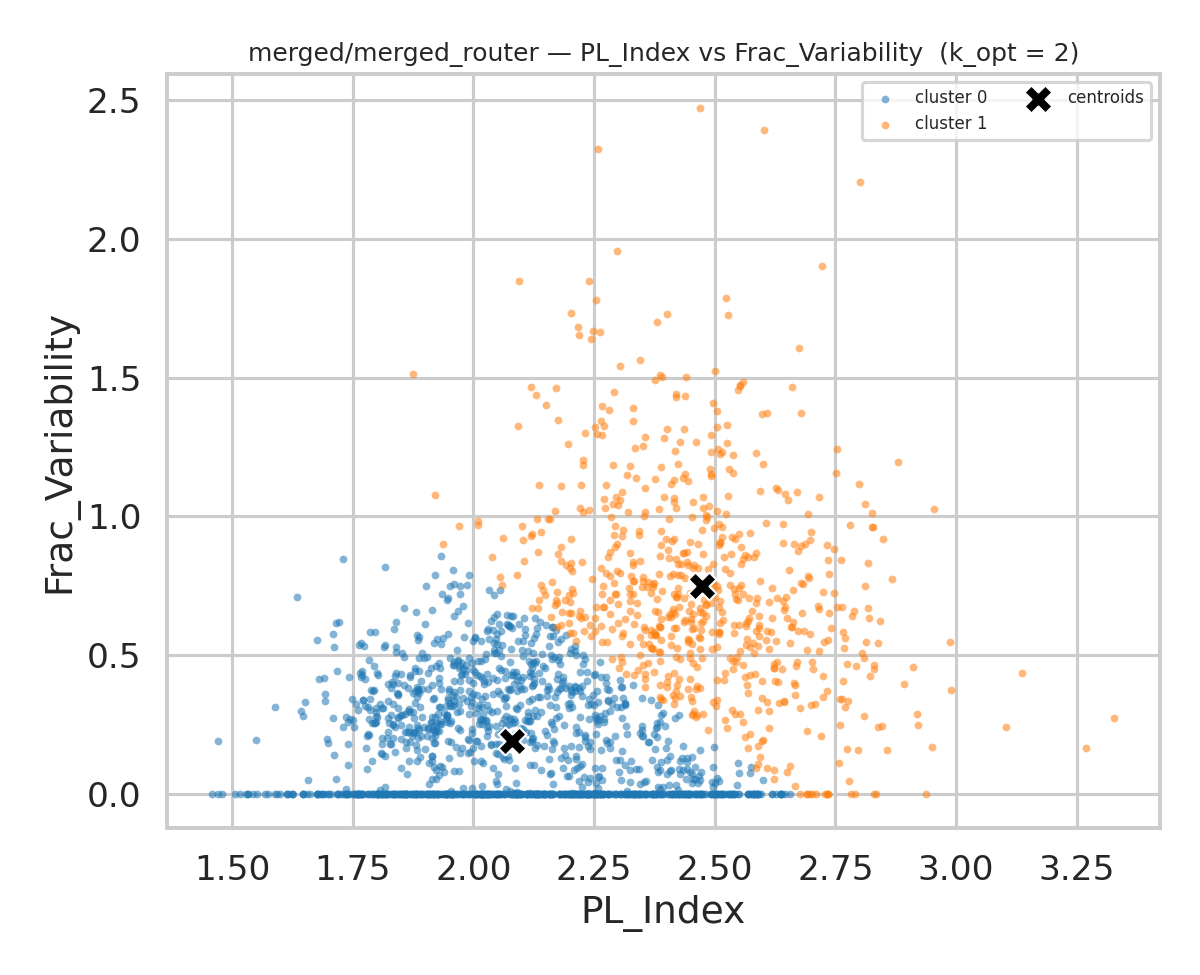 merged/merged_router — PL_Index vs Frac_Variability  (k_opt = 2)
cluster 0
cluster 1
centroids
2.5
2.0
1.5
1.0
0.5
0.0
Frac_Variability
1.50 1.75 2.00 2.25 2.50 2.75 3.00 3.25
PL_Index